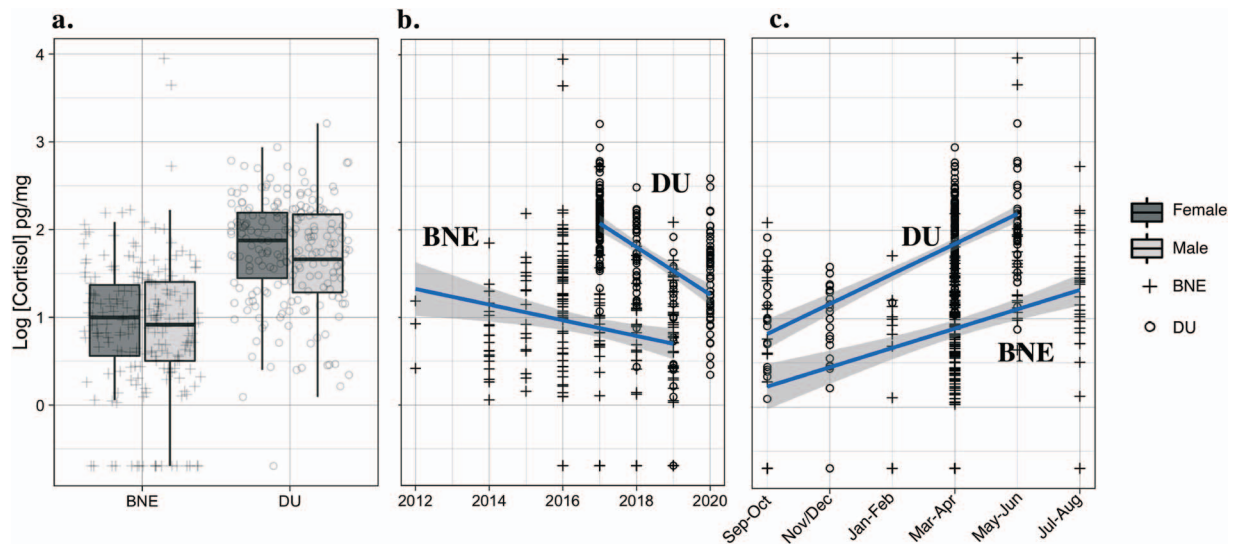 a.
b.
c.
Log [Cortisol] pg/mg
4
3
2
1
0
BNE
DU
BNE
DU
2012
2014
2016
2018
2020
DU
BNE
Sep-Oct
Nov/Dec
Jan-Feb
Mar-Apr
May-Jun
Jul-Aug
Female
Male
BNE
DU